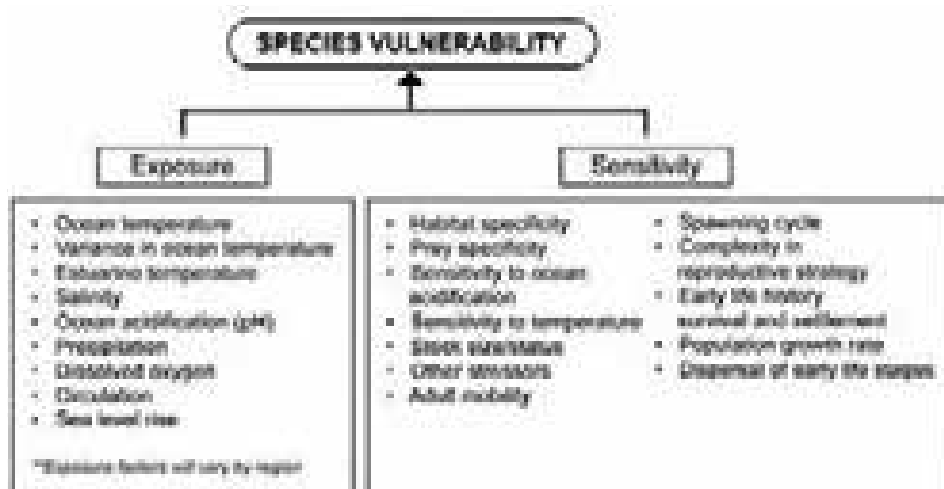 SPECIES VULNERABILITY
Exposure
• Ocean temperature
• Variance in ocean temperature
• Estuarine temperature
• Salinity
• Ocean acidification (pH)
• Precipitation
• Dissolved oxygen
• Circulation
• Sea level rise
*Exposure factors will vary by region
Sensitivity
• Habitat specificity
• Prey specificity
• Sensitivity to ocean
acidification
• Sensitivity to temperature
• Stock size/status
• Other stressors
• Adult mobility
• Spawning cycle
• Complexity in
reproductive strategy
• Early life history
survival and settlement
• Population growth rate
• Dispersal of early life stages